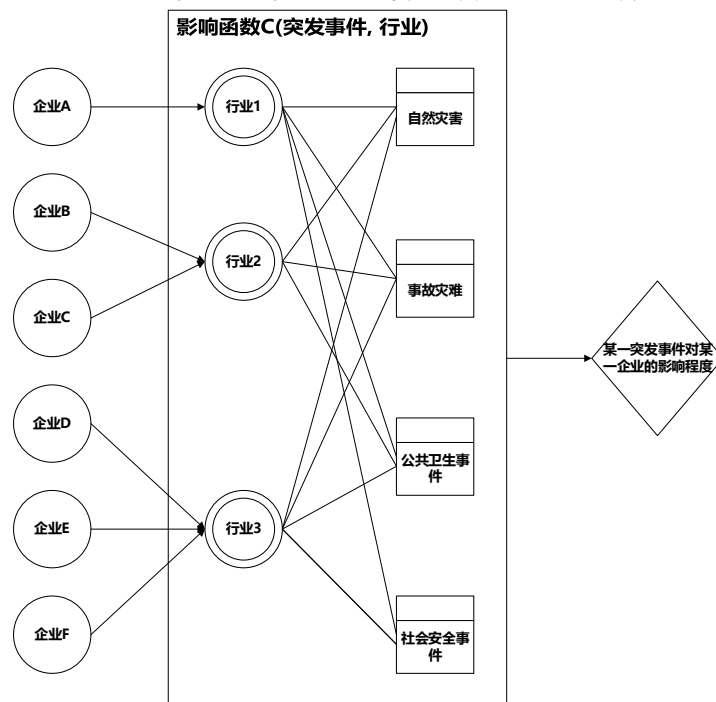 影响函数C(突发事件, 行业)
企业A
行业1
自然灾害
企业B
行业2
事故灾难
企业C
某一突发事件对某
一企业的影响程度
企业D
公共卫生事
件
企业E
行业3
企业F
社会安全事
件